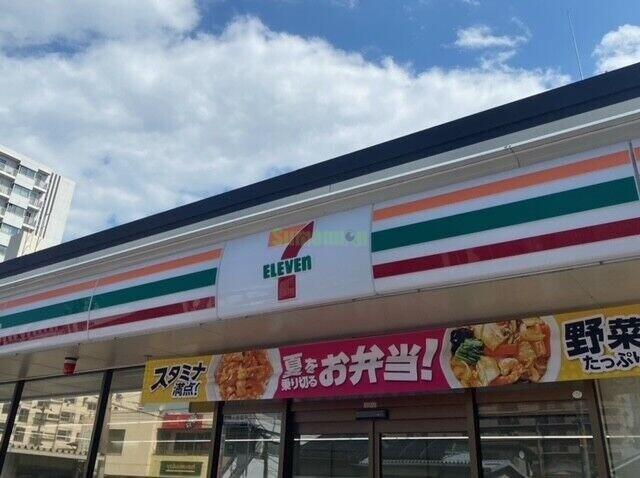 Sumomo
7
ELEVEn
スタミナ
満点!
夏を
乗り切る
お弁当!
野菜
たっぷり